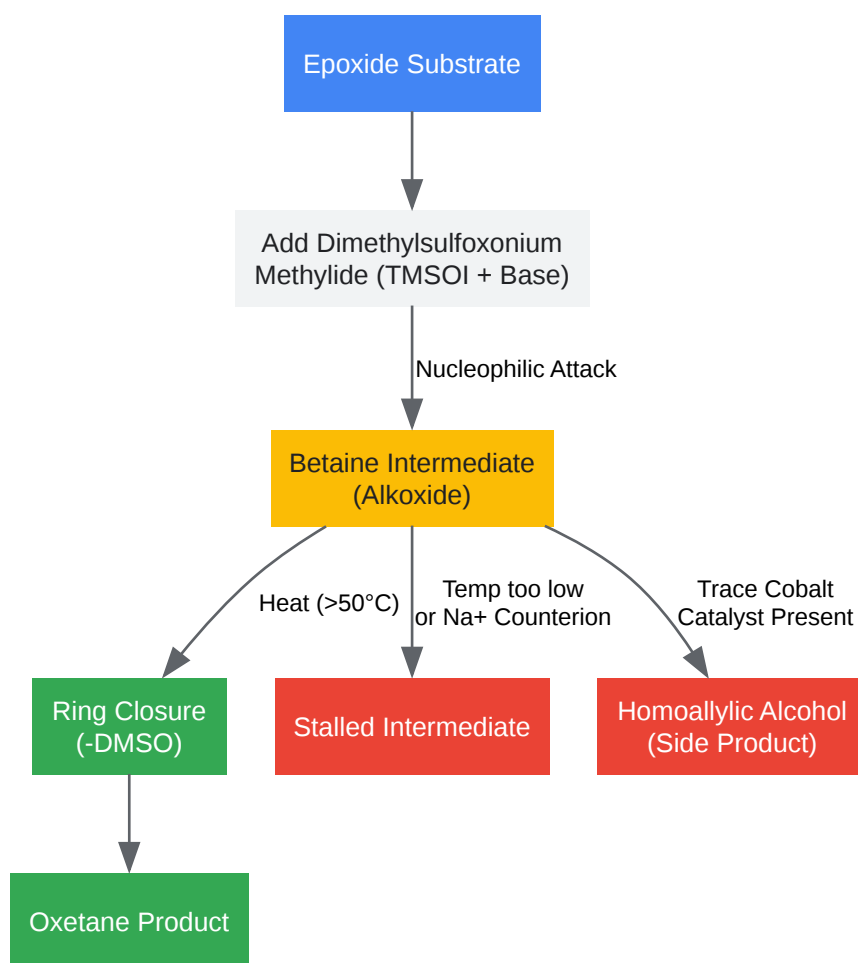 Epoxide Substrate
Add Dimethylsulfoxonium
Methylide (TMSOI + Base)
Nucleophilic Attack
Betaine Intermediate
(Alkoxide)
Heat (>50°C)
Temp too low
or Na+ Counterion
Trace Cobalt
Catalyst Present
Ring Closure
(-DMSO)
Stalled Intermediate
Homoallylic Alcohol
(Side Product)
Oxetane Product